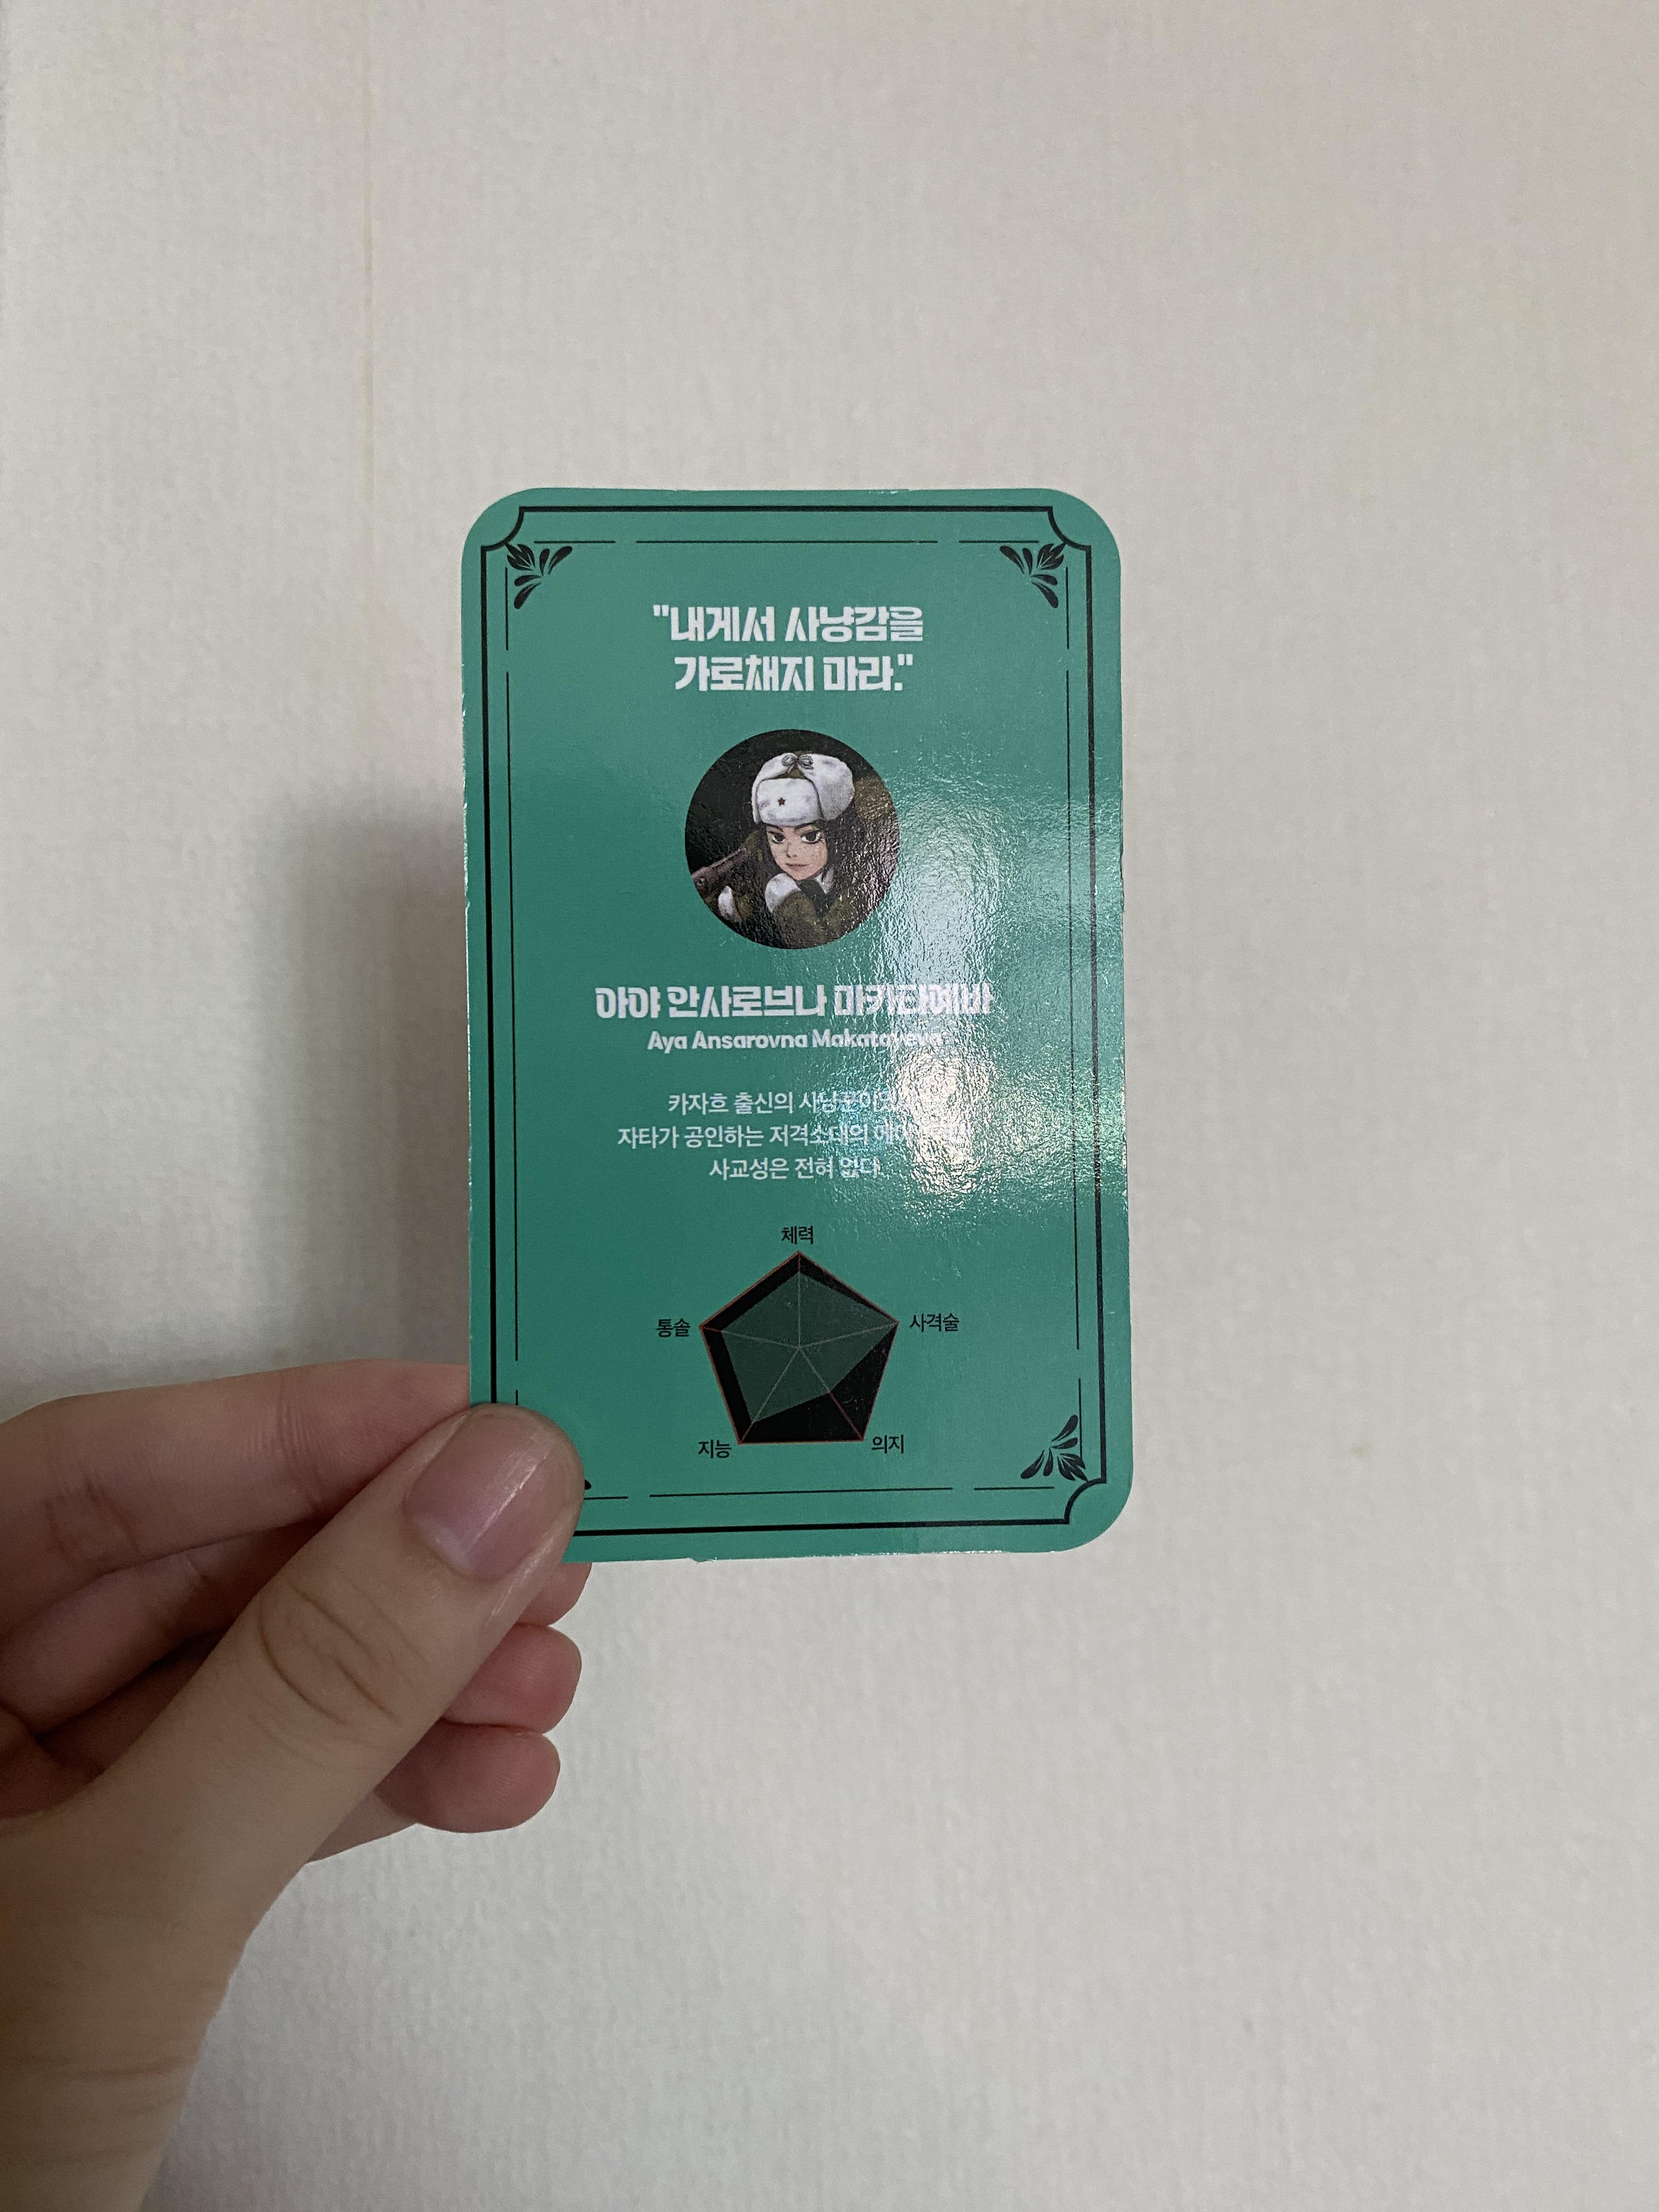 "내게서 사냥감을
가로채지 마라."
아야 안사로브나 마카타예바
Aya Ansarovna Makatayeva
카자흐 출신의
자타가 공인하는 저격소대의
사교성은 전혀 없다
체력
통솔
사격술
지능
의지